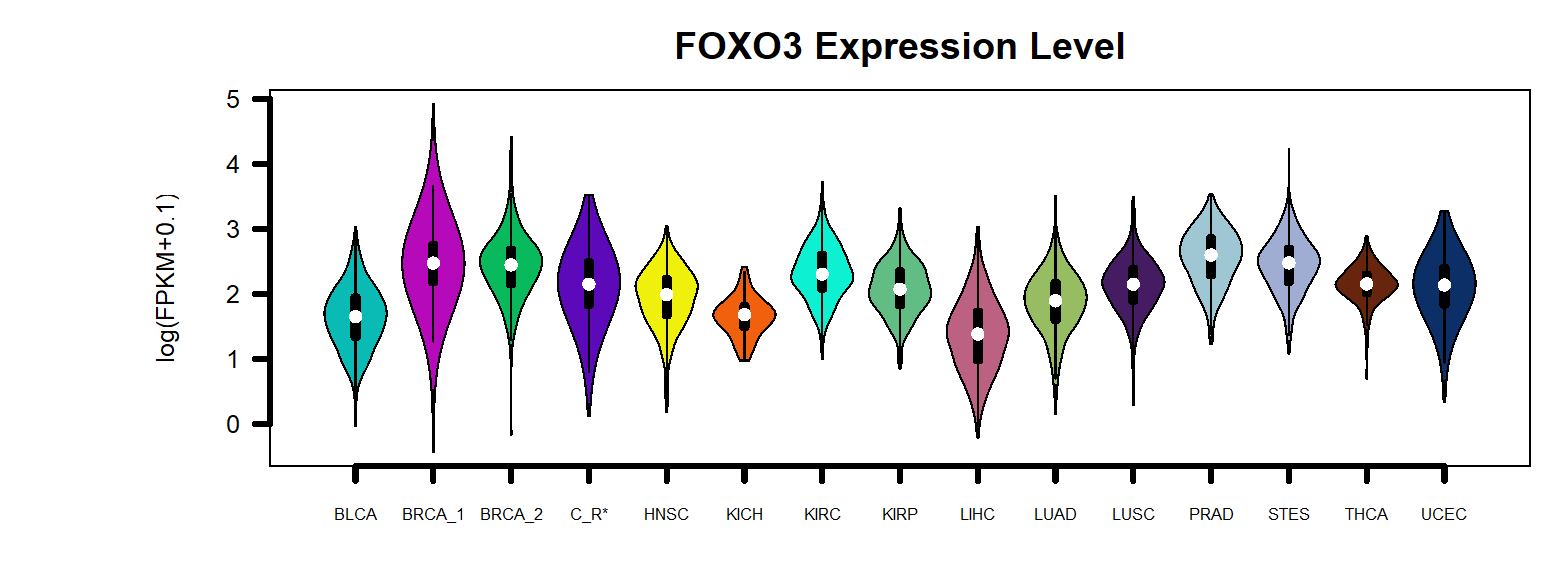 FOXO3 Expression Level
log(FPKM+0.1)
5
4
3
2
1
0
BLCA BRCA_1 BRCA_2 C_R* HNSC KICH KIRC KIRP LIHC LUAD LUSC PRAD STES THCA UCEC